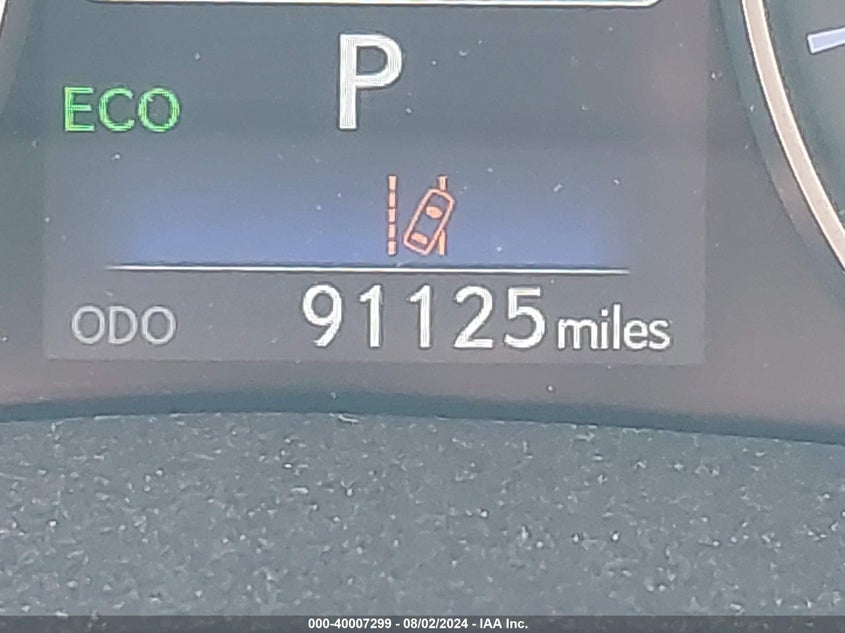 P
ECO
ODO 91125 miles
000-40007299 - 08/02/2024 - IAA Inc.